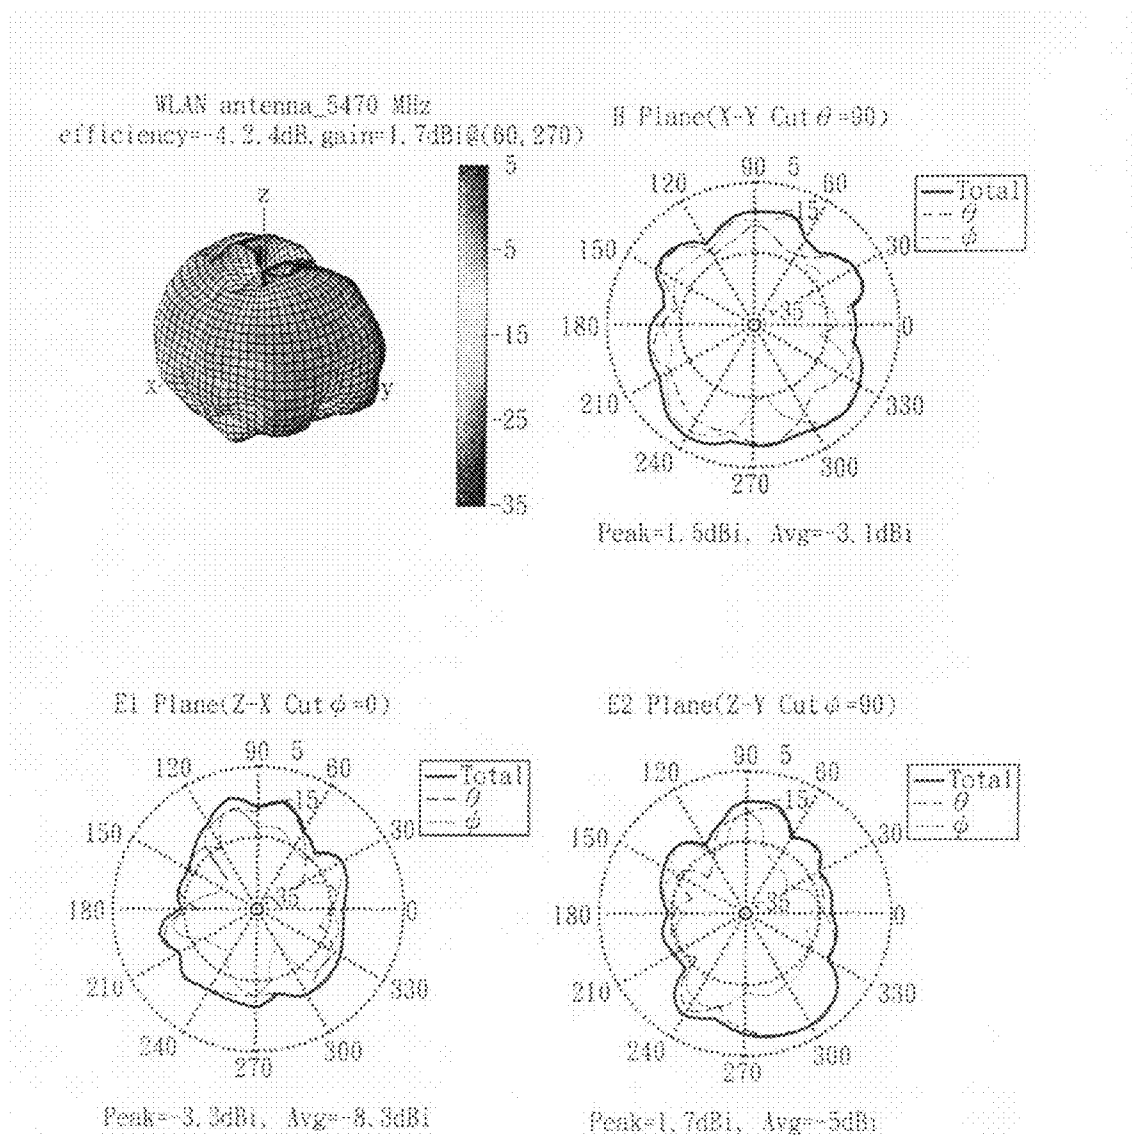 WLAN antenna_5470 MHz
efficiency=-4.2.4dB, gain=1.7dBi@(60,270)
5
-5
-15
-25
-35
z
x
y
H Plane(X-Y Cut θ=90)
90 5
120 60
-15
150 30
-35
180 0
210 330
240 300
270
Total
θ
ϕ
Peak=1.5dBi, Avg=-3.1dBi
E1 Plane(Z-X Cut ϕ=0)
90 5
120 60
-15
150 30
-35
180 0
210 330
240 300
270
Total
θ
ϕ
Peak=-3.3dBi, Avg=-8.3dBi
E2 Plane(Z-Y Cut ϕ=90)
90 5
120 60
-15
150 30
-35
180 0
210 330
240 300
270
Total
θ
ϕ
Peak=1.7dBi, Avg=-5dBi